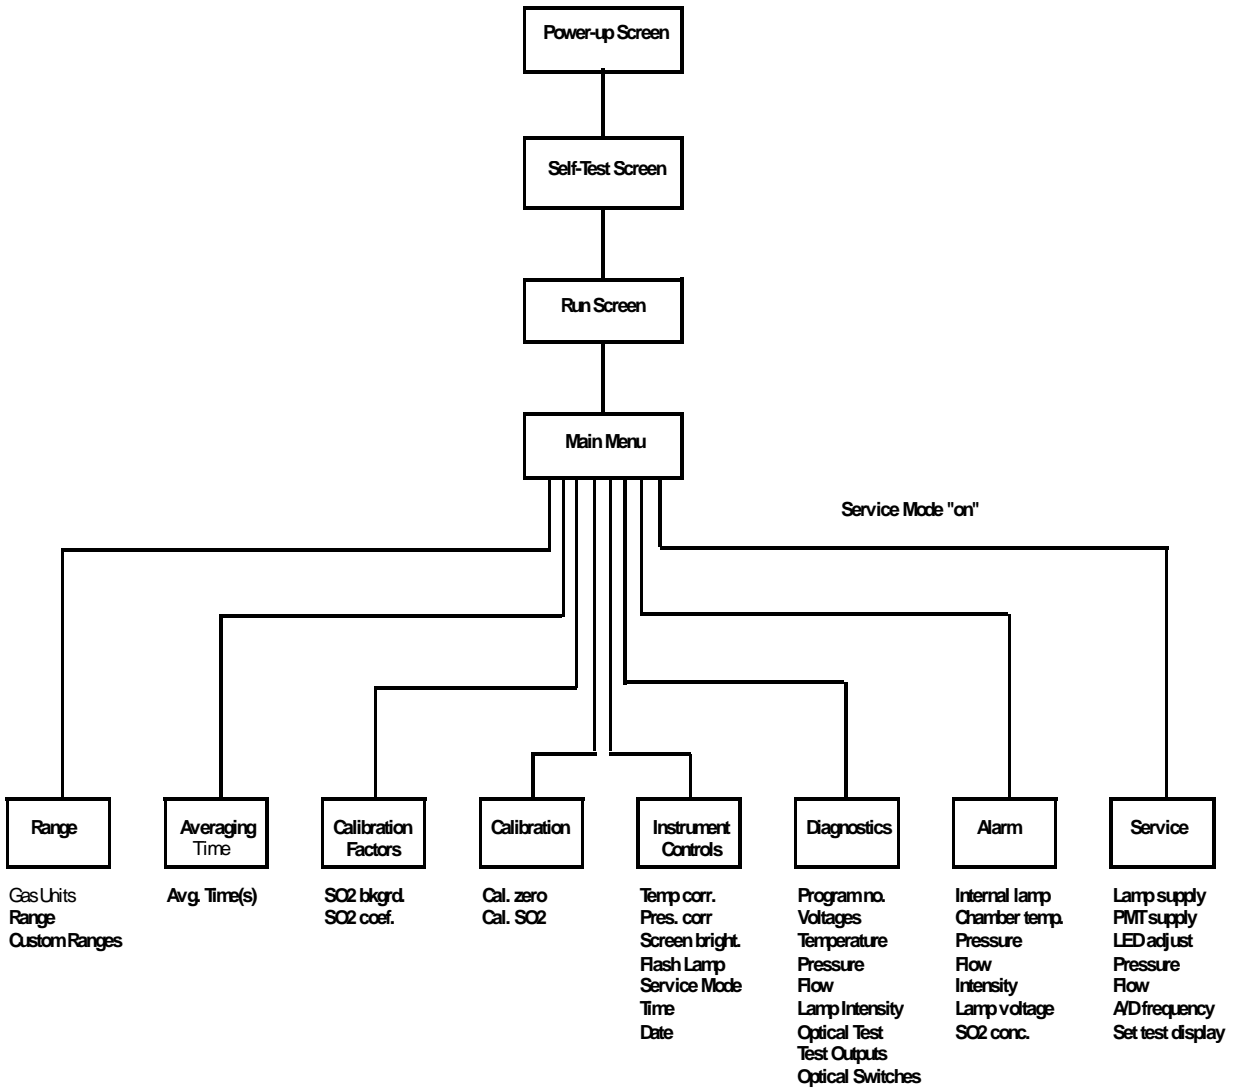 Power-up Screen
Self-Test Screen
Run Screen
Main Menu
Service Mode "on"
Range
Gas Units
Range
Custom Ranges
Averaging
Time
Avg. Time(s)
Calibration
Factors
SO2 bkgrd.
SO2 coef.
Calibration
Cal. zero
Cal. SO2
Instrument
Controls
Temp corr.
Pres. corr
Screen bright.
Flash Lamp
Service Mode
Time
Date
Diagnostics
Program no.
Voltages
Temperature
Pressure
Flow
Lamp Intensity
Optical Test
Test Outputs
Optical Switches
Alarm
Internal lamp
Chamber temp.
Pressure
Flow
Intensity
Lamp voltage
SO2 conc.
Service
Lamp supply
PMT supply
LED adjust
Pressure
Flow
A/D frequency
Set test display